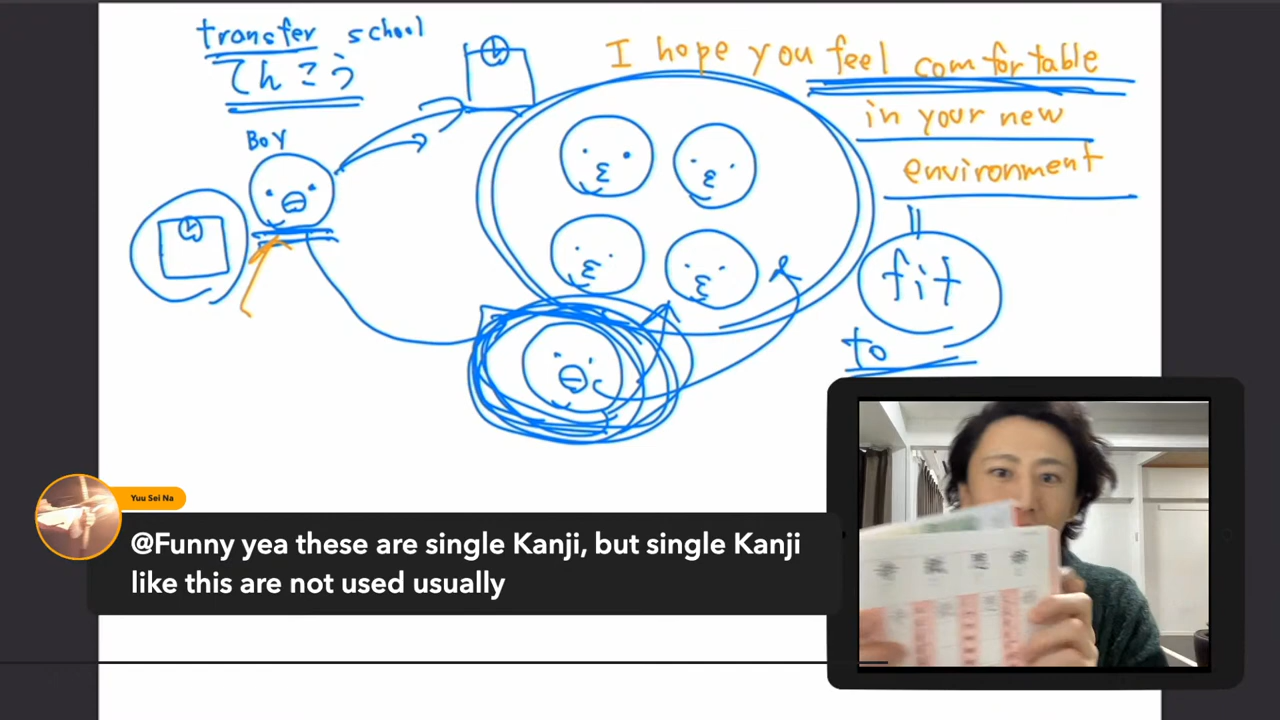 transfer school
てんこう
BOY
I hope you feel comfortable
in your new
environment
fit
to
Yuu Sei Na
@Funny yea these are single Kanji, but single Kanji
like this are not used usually